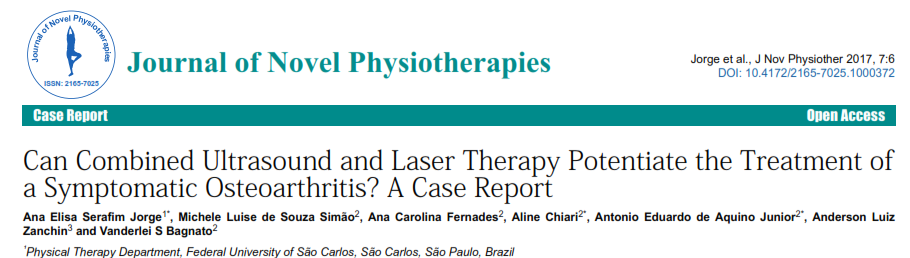 Journal of Novel Physiotherapies
ISSN: 2165-7025
Journal of Novel Physiotherapies
Jorge et al., J Nov Physiother 2017, 7:6
DOI: 10.4172/2165-7025.1000372
Case Report
Open Access
Can Combined Ultrasound and Laser Therapy Potentiate the Treatment of
a Symptomatic Osteoarthritis? A Case Report
Ana Elisa Serafim Jorge1*, Michele Luise de Souza Simão2, Ana Carolina Fernades2, Aline Chiari2*, Antonio Eduardo de Aquino Junior2*, Anderson Luiz
Zanchin3 and Vanderlei S Bagnato2
1Physical Therapy Department, Federal University of São Carlos, São Carlos, São Paulo, Brazil